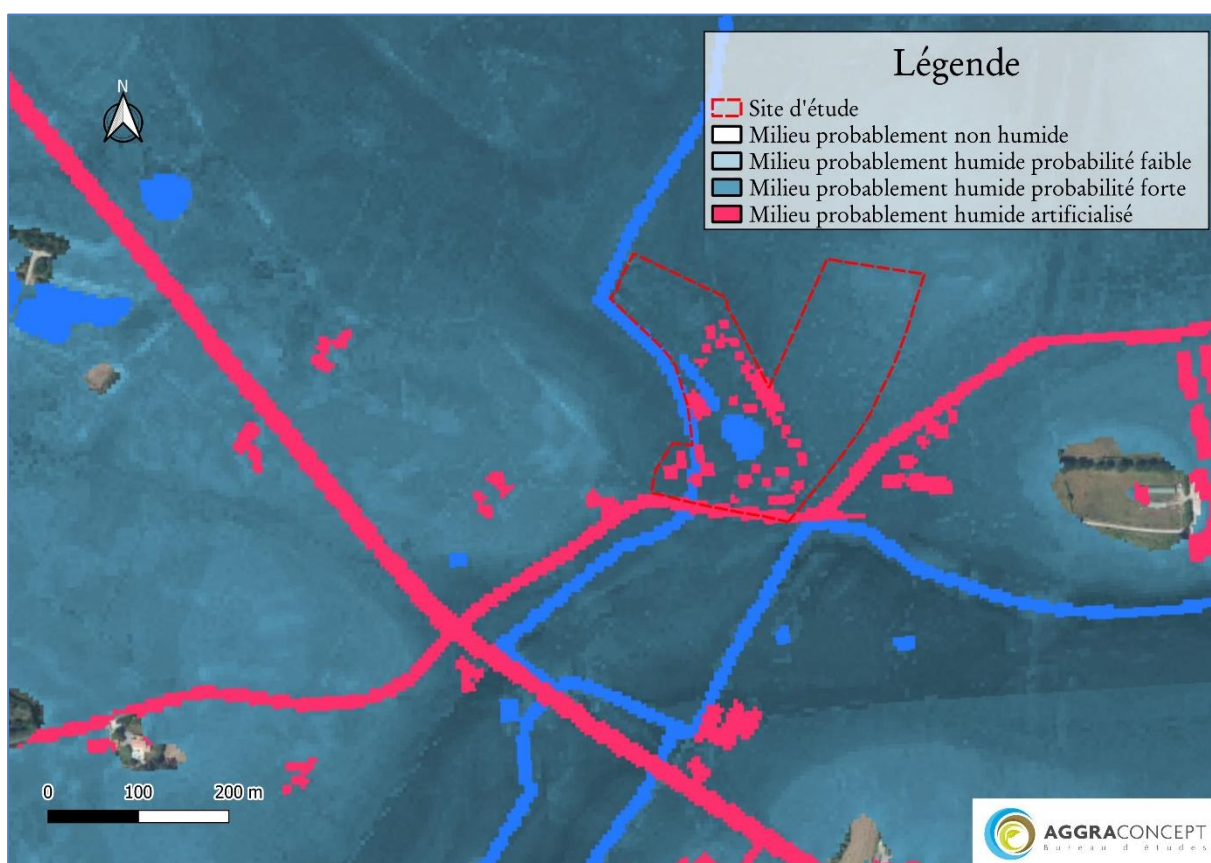 N
Légende
Site d'étude
Milieu probablement non humide
Milieu probablement humide probabilité faible
Milieu probablement humide probabilité forte
Milieu probablement humide artificialisé
0 100 200 m
AGGRACONCEPT
Bureau d'études